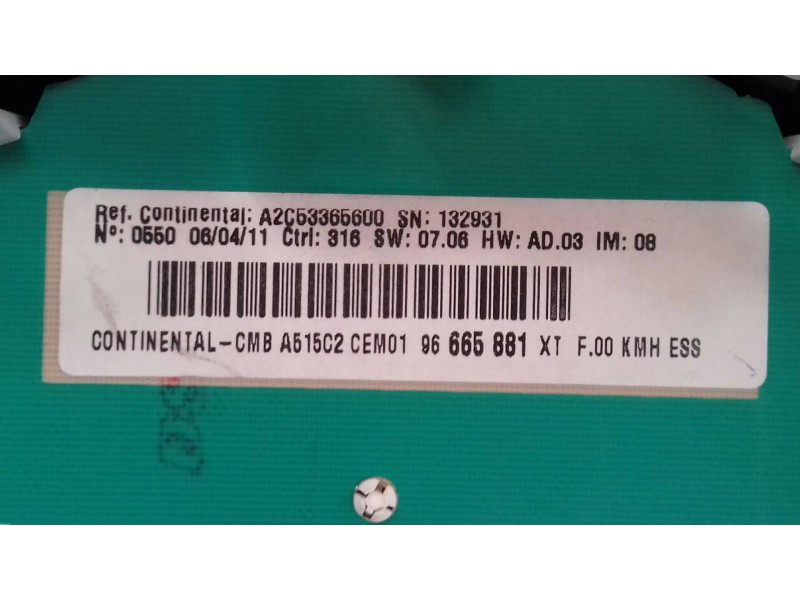 Ref. Continental: A2C53365600 SN: 132931
Nº: 0550 06/04/11 Ctrl: 316 SW: 07.06 HW: AD.03 IM: 08
CONTINENTAL-CMB A515C2 CEM01 96 665 881 XT F.00 KMH ESS